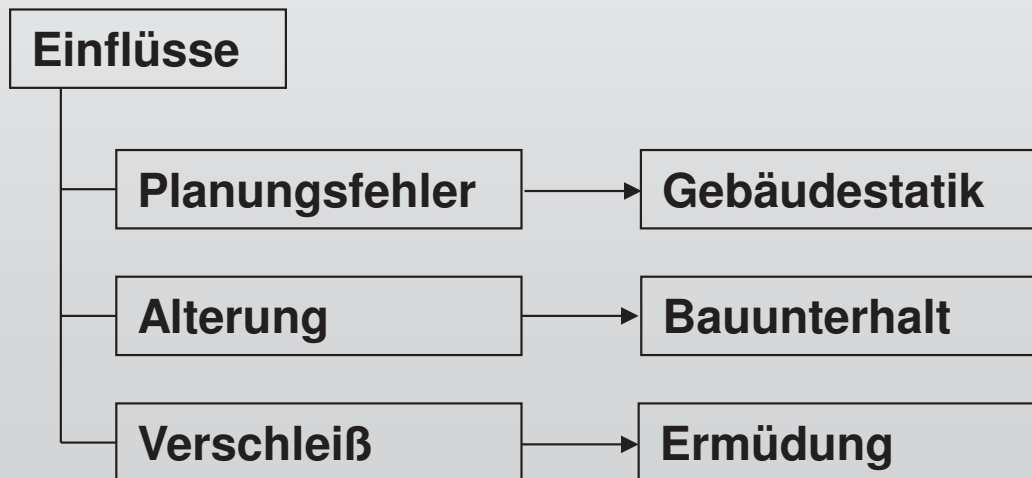 Einflüsse
Planungsfehler Gebäudestatik
Alterung Bauunterhalt
Verschleiß Ermüdung